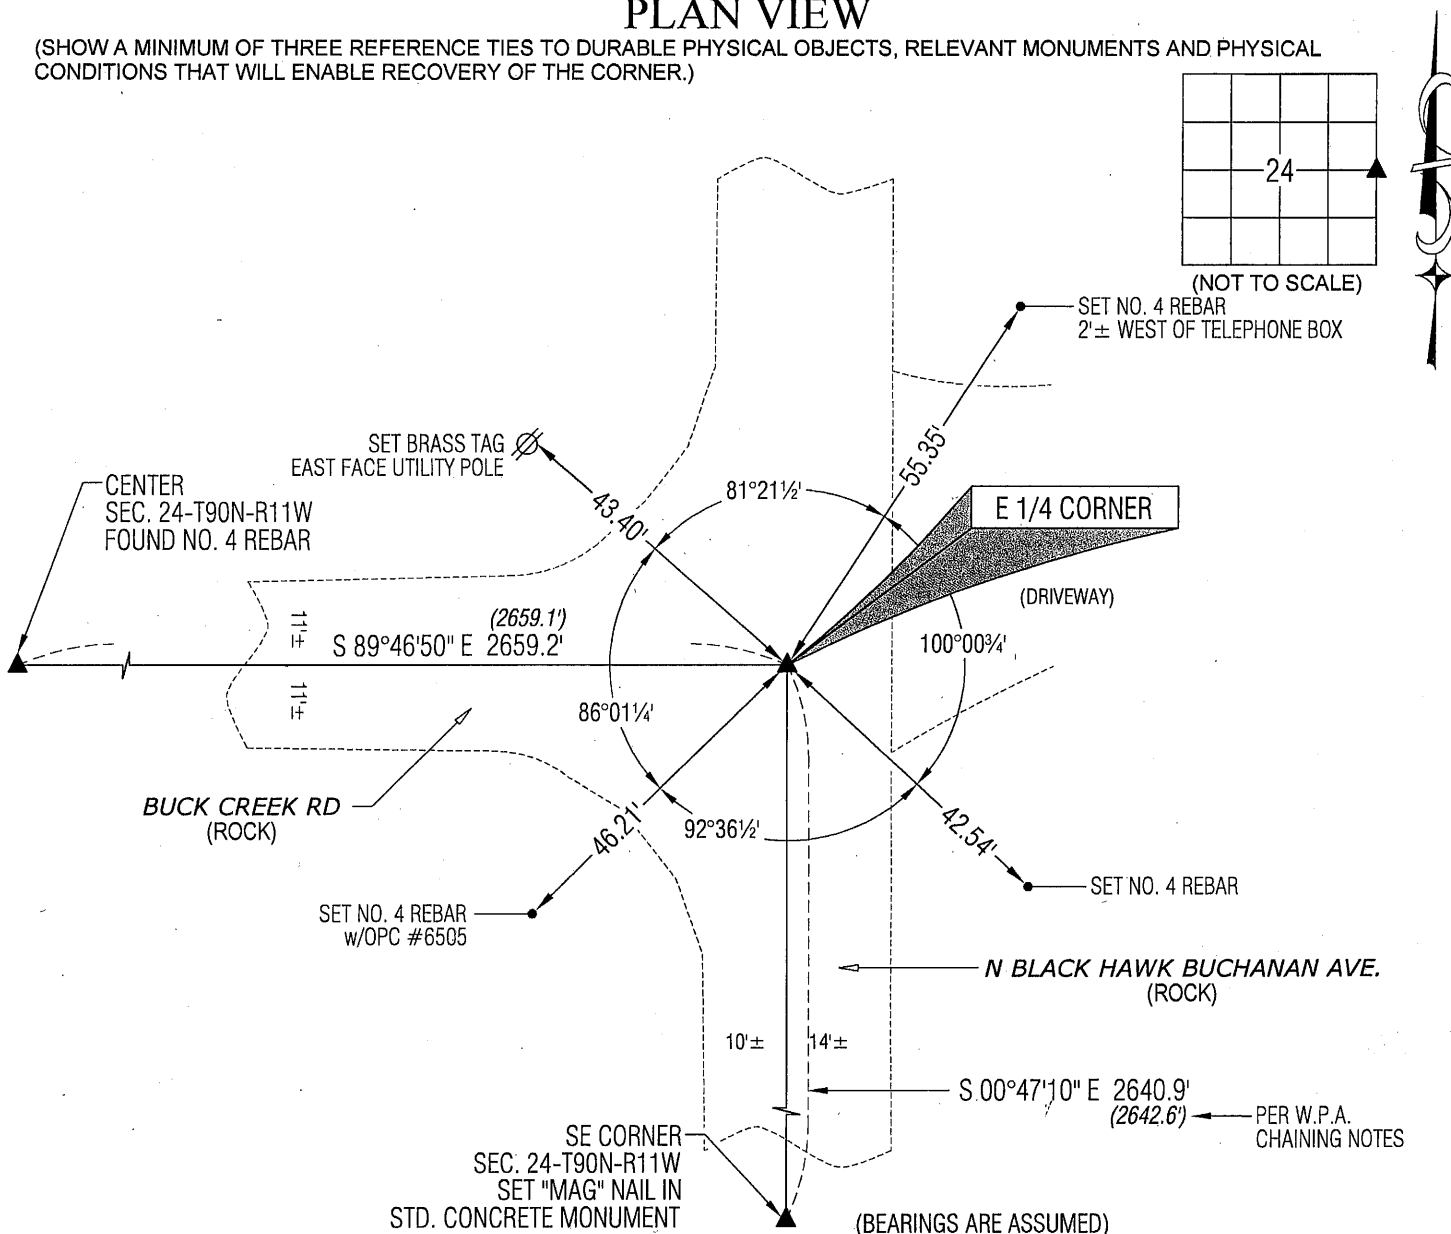 PLAN VIEW
(SHOW A MINIMUM OF THREE REFERENCE TIES TO DURABLE PHYSICAL OBJECTS, RELEVANT MONUMENTS AND PHYSICAL
CONDITIONS THAT WILL ENABLE RECOVERY OF THE CORNER.)
24
(NOT TO SCALE)
SET NO. 4 REBAR
2'± WEST OF TELEPHONE BOX
SET BRASS TAG
EAST FACE UTILITY POLE
CENTER
SEC. 24-T90N-R11W
FOUND NO. 4 REBAR
43.40'
81°21½'
55.35'
E 1/4 CORNER
(DRIVEWAY)
11'±
(2659.1')
S 89°46'50" E 2659.2'
100°00¾'
11'±
86°01¼'
BUCK CREEK RD
(ROCK)
46.21'
92°36½'
42.54'
SET NO. 4 REBAR
SET NO. 4 REBAR
w/OPC #6505
N BLACK HAWK BUCHANAN AVE.
(ROCK)
10'±
14'±
S 00°47'10" E 2640.9'
(2642.6')
PER W.P.A.
CHAINING NOTES
SE CORNER
SEC. 24-T90N-R11W
SET "MAG" NAIL IN
STD. CONCRETE MONUMENT
(BEARINGS ARE ASSUMED)